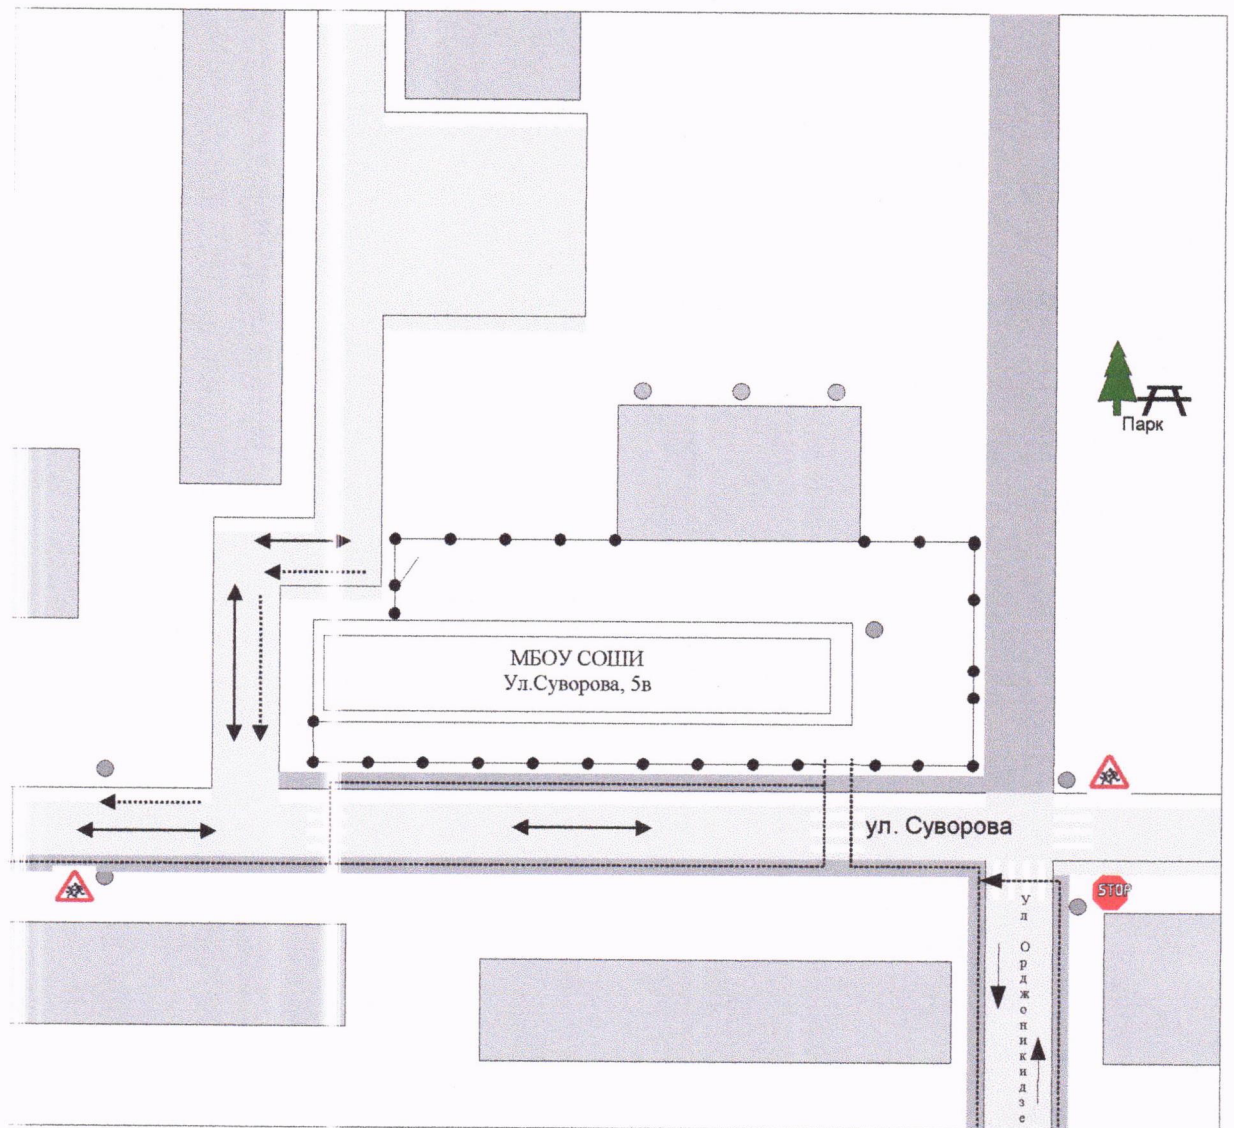 Парк
МБОУ СОШИ
Ул.Суворова, 5в
ул. Суворова
STOP
Ул Орджоникидзе